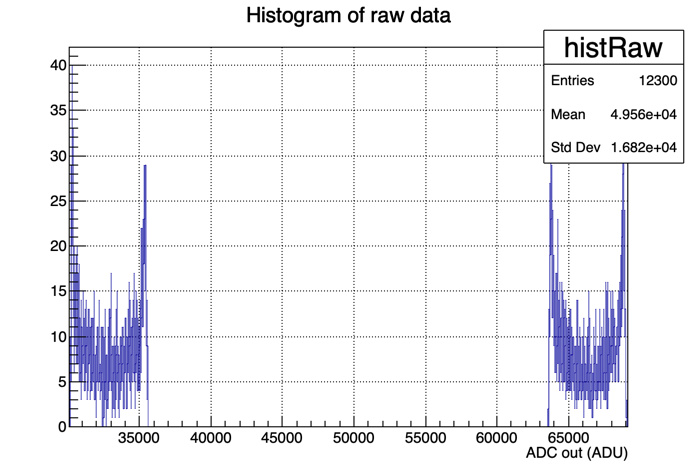 Histogram of raw data
histRaw
Entries 12300
Mean 4.956e+04
Std Dev 1.682e+04
40
35
30
25
20
15
10
5
0
35000 40000 45000 50000 55000 60000 65000
ADC out (ADU)